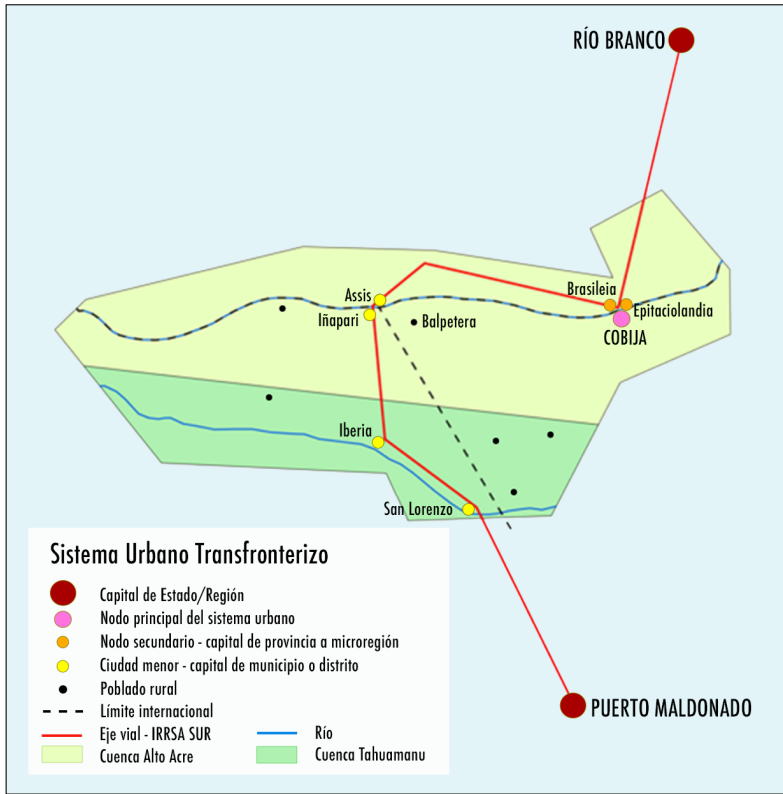 RÍO BRANCO
Assis
Brasileia
Iñapari
Balpetera
Epitaciolandia
COBIJA
Iberia
San Lorenzo
PUERTO MALDONADO
Sistema Urbano Transfronterizo
Capital de Estado/Región
Nodo principal del sistema urbano
Nodo secundario - capital de provincia a microregión
Ciudad menor - capital de municipio o distrito
Poblado rural
Límite internacional
Eje vial - IRRSA SUR
Río
Cuenca Alto Acre
Cuenca Tahuamanu